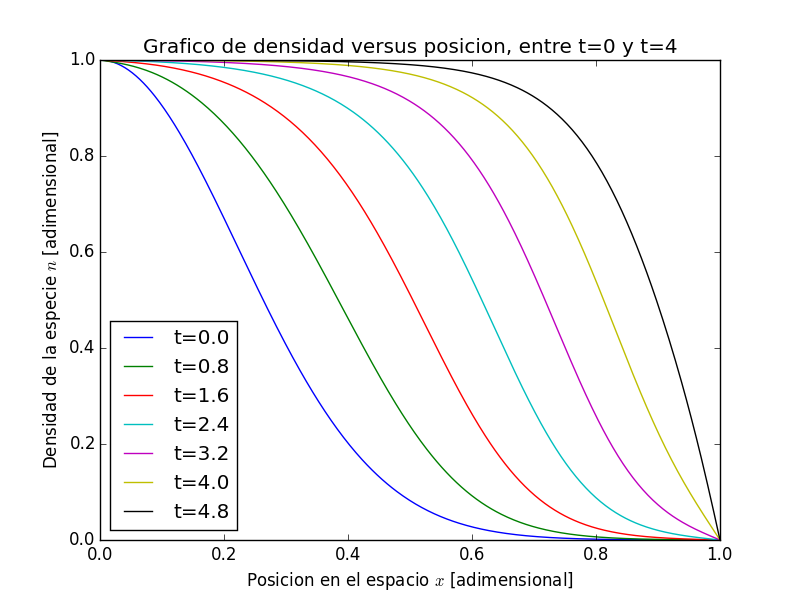 Grafico de densidad versus posicion, entre t=0 y t=4
1.0
0.8
0.6
0.4
0.2
0.0
Densidad de la especie n [adimensional]
t=0.0
t=0.8
t=1.6
t=2.4
t=3.2
t=4.0
t=4.8
0.0 0.2 0.4 0.6 0.8 1.0
Posicion en el espacio x [adimensional]